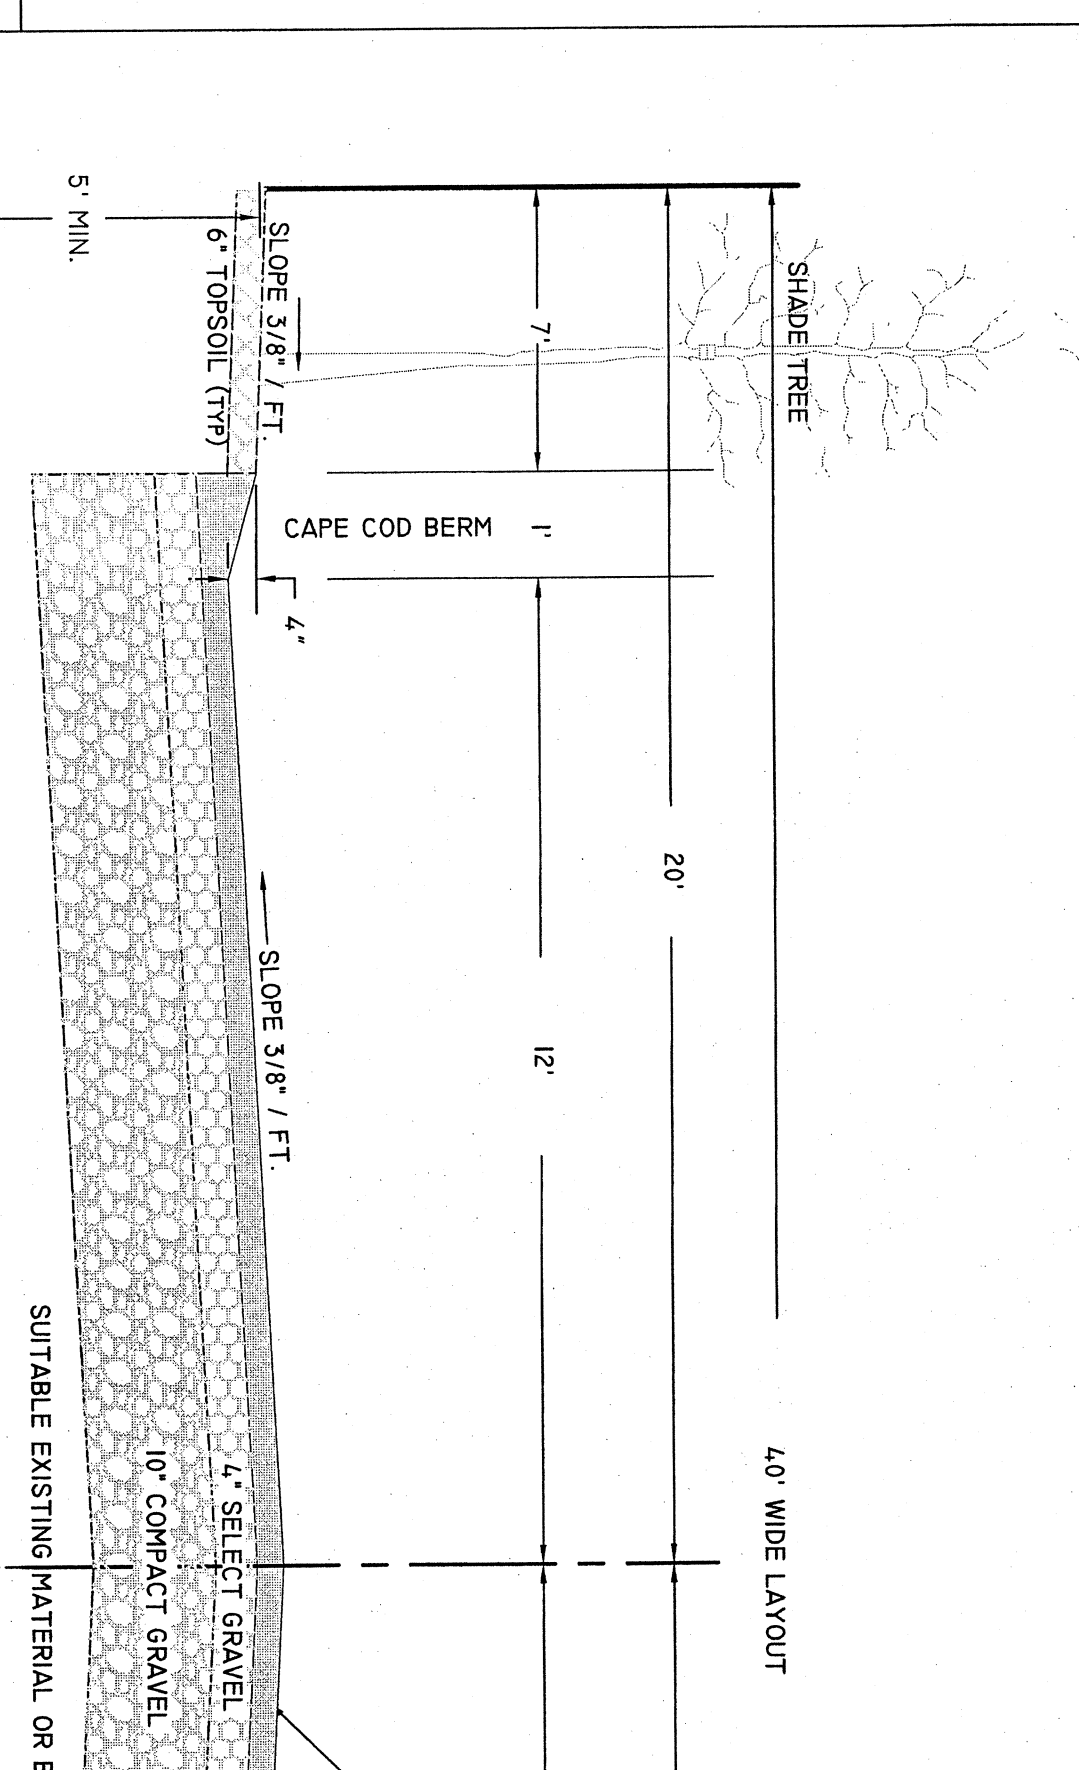 40' WIDE LAYOUT
SHADE TREE
20'
7'
1'
12'
CAPE COD BERM
4"
SLOPE 3/8" / FT.
SLOPE 3/8" / FT.
6" TOPSOIL (TYP)
4" SELECT GRAVEL
10" COMPACT GRAVEL
5' MIN.
SUITABLE EXISTING MATERIAL OR